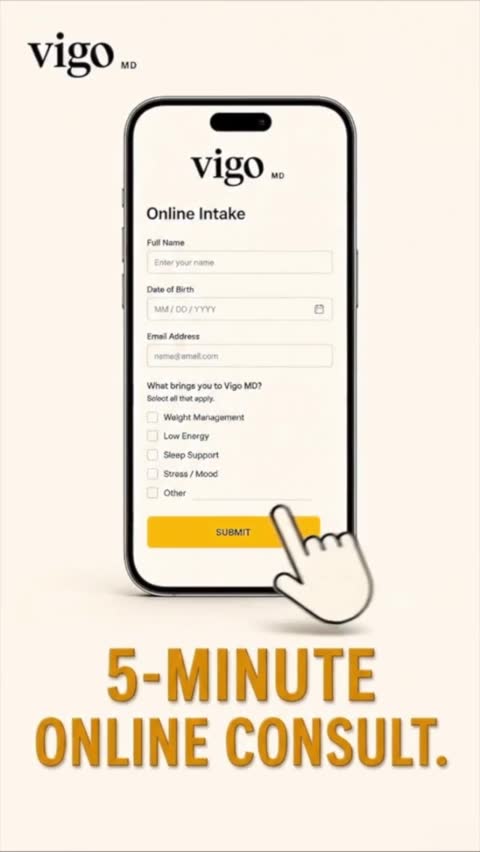 vigo MD
vigo MD
Online Intake
Full Name
Enter your name
Date of Birth
MM / DD / YYYY
Email Address
name@email.com
What brings you to Vigo MD?
Select all that apply.
Weight Management
Low Energy
Sleep Support
Stress / Mood
Other
SUBMIT
5-MINUTE
ONLINE CONSULT.